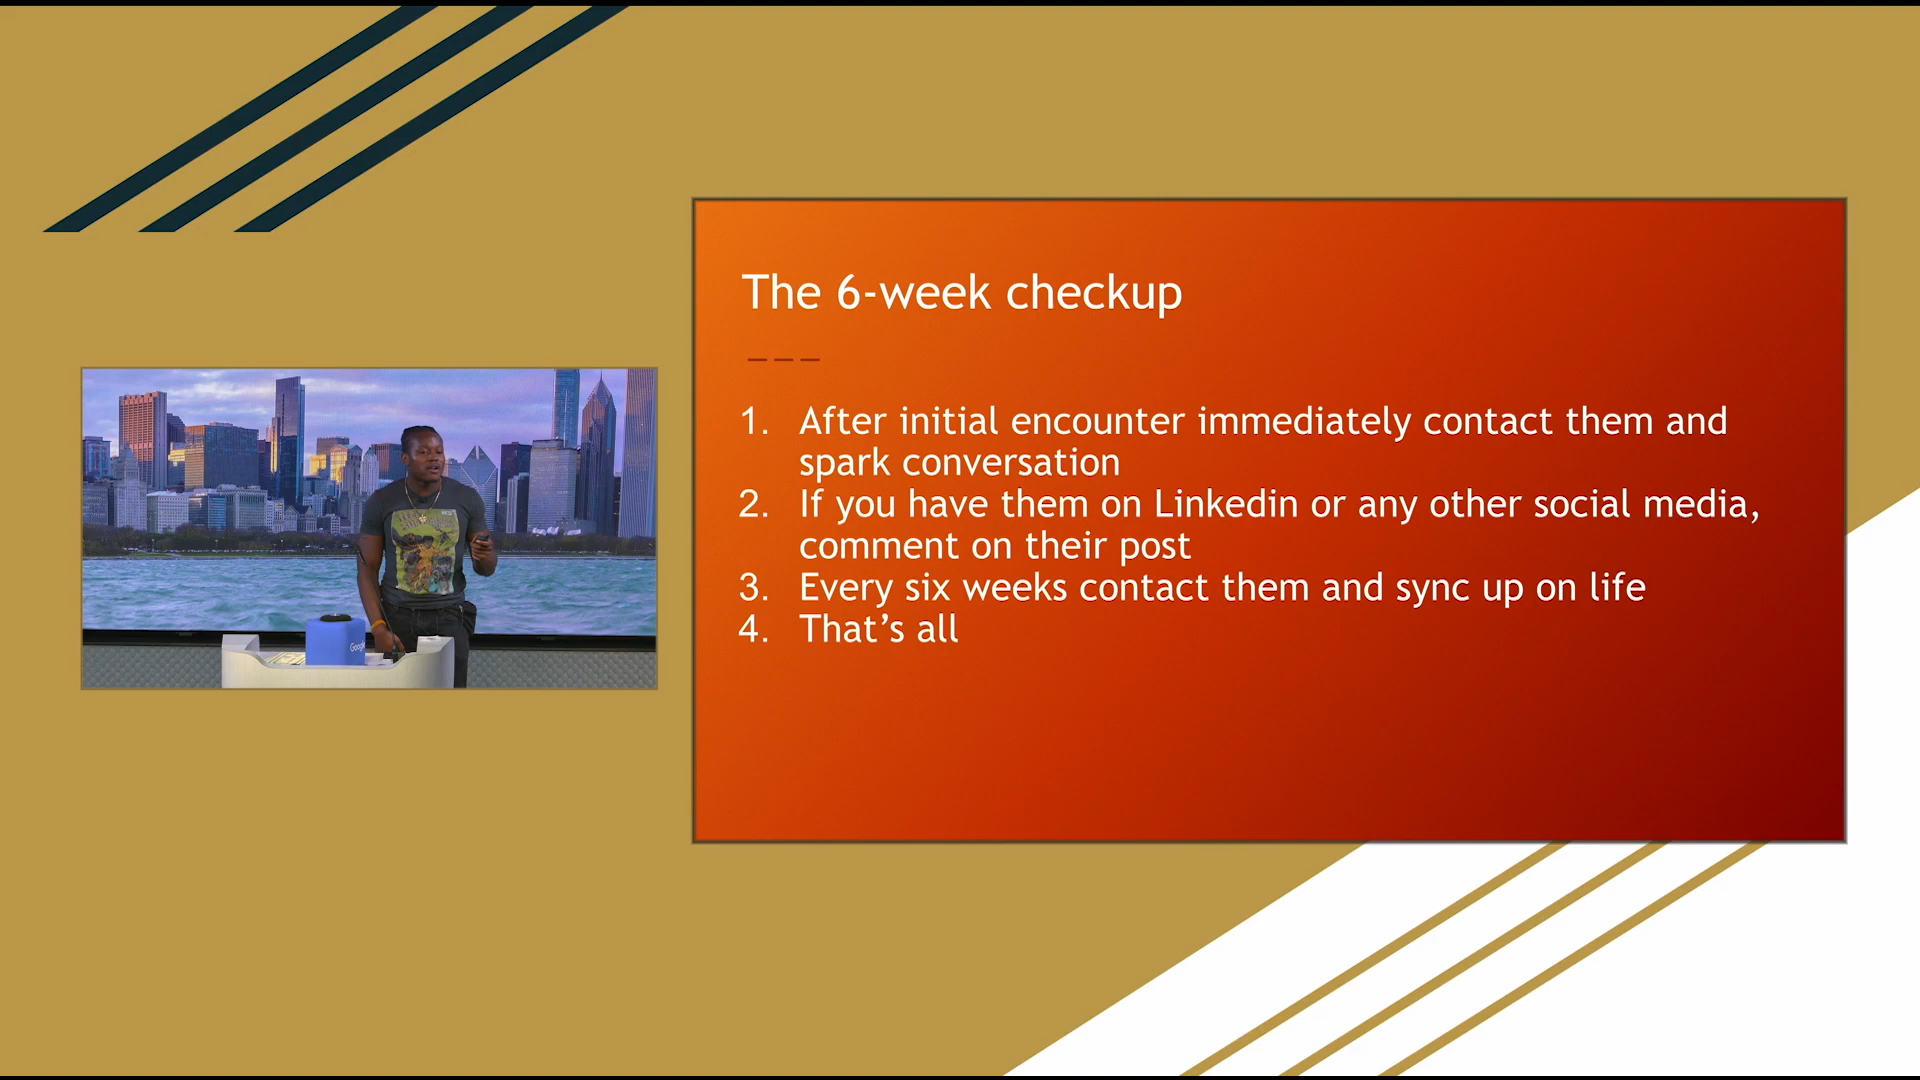 The 6-week checkup
1. After initial encounter immediately contact them and
spark conversation
2. If you have them on Linkedin or any other social media,
comment on their post
3. Every six weeks contact them and sync up on life
4. That's all
Google